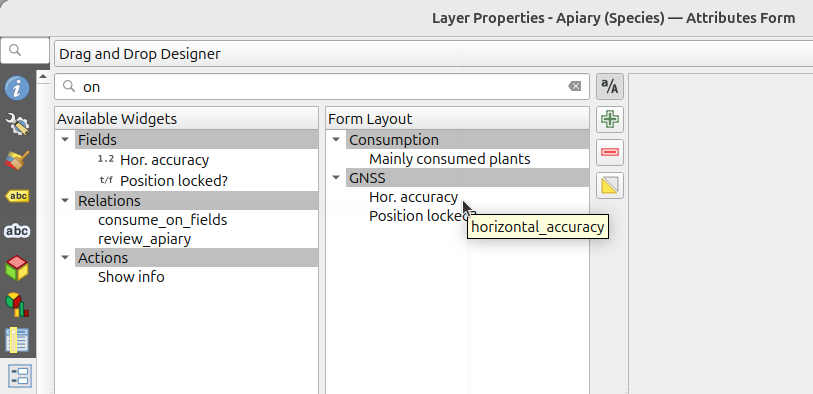 Layer Properties - Apiary (Species) — Attributes Form
Drag and Drop Designer
on
a/A
Available Widgets
Fields
1.2 Hor. accuracy
t/f Position locked?
Relations
consume_on_fields
review_apiary
Actions
Show info
Form Layout
Consumption
Mainly consumed plants
GNSS
Hor. accuracy
Position locked?
horizontal_accuracy
abc
abc